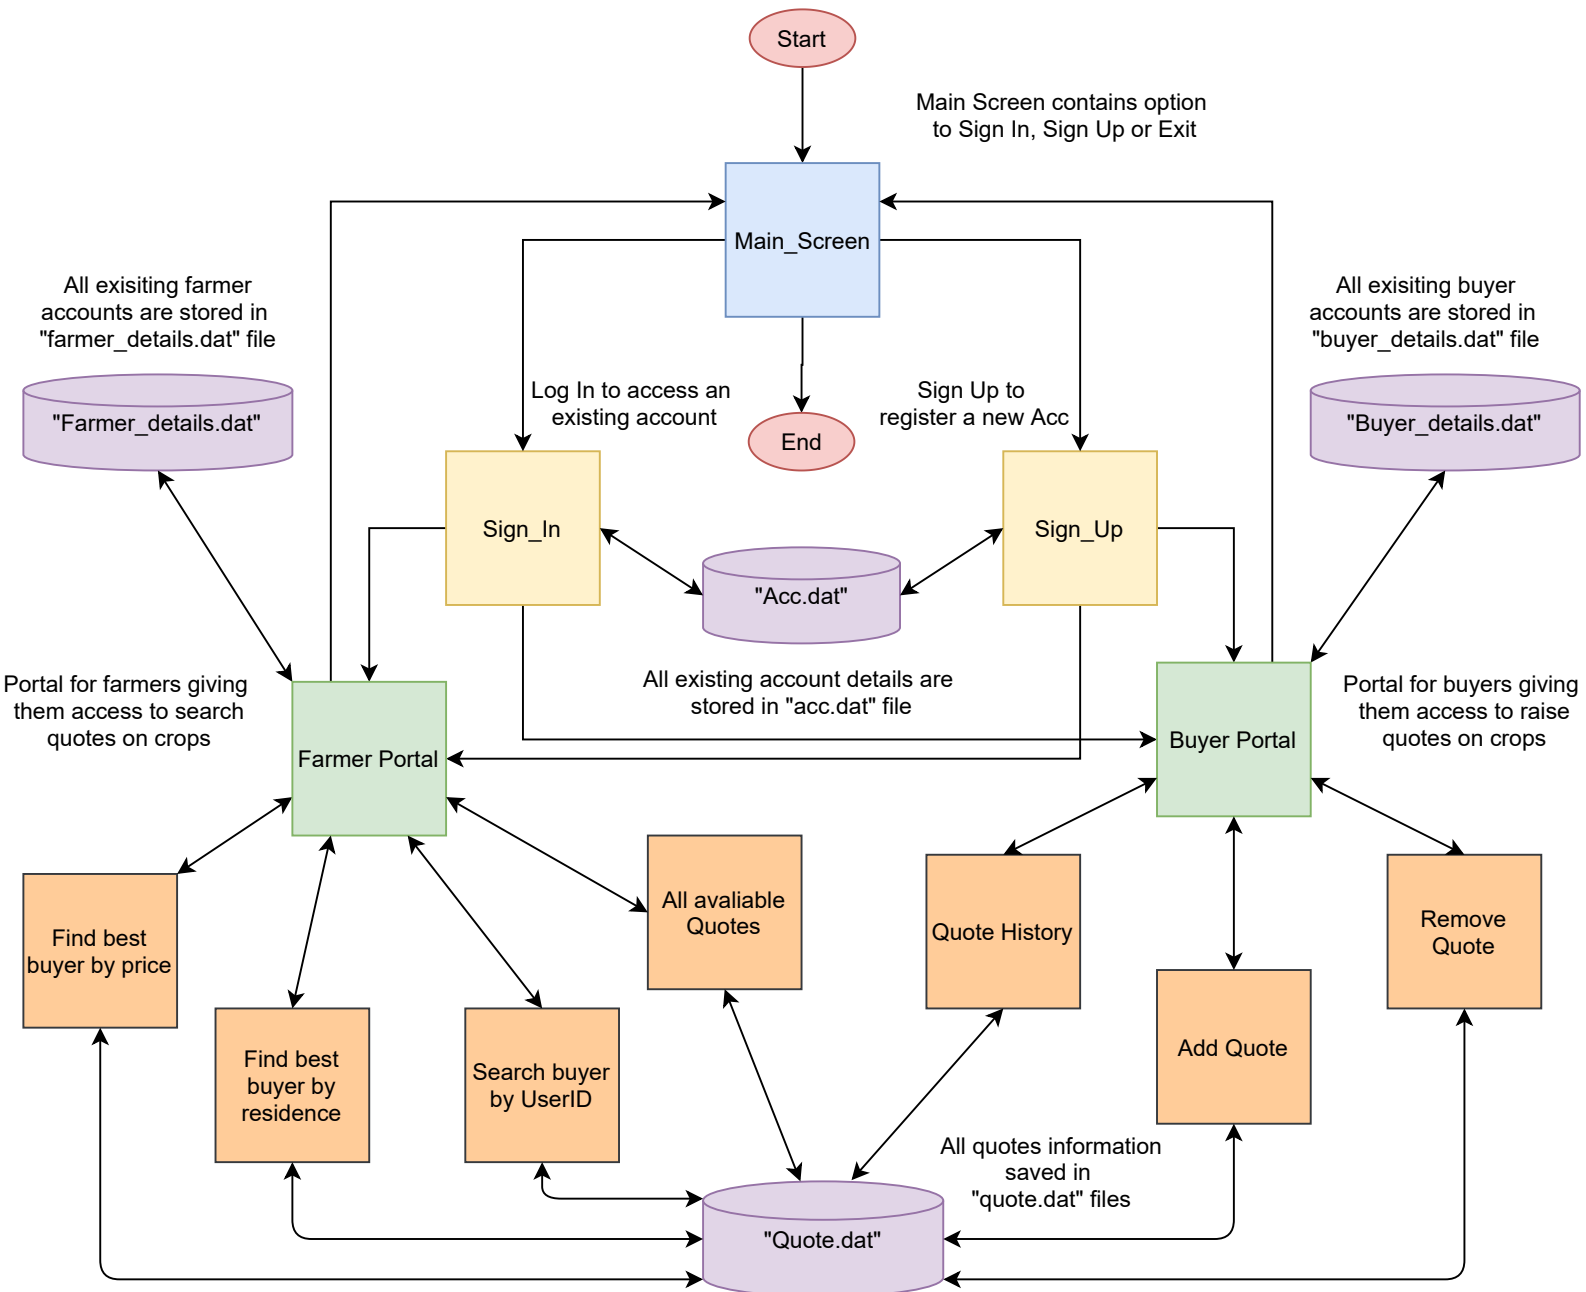 Start
Main Screen contains option
to Sign In, Sign Up or Exit
Main_Screen
All exisiting farmer
accounts are stored in
"farmer_details.dat" file
All exisiting buyer
accounts are stored in
"buyer_details.dat" file
"Farmer_details.dat"
Log In to access an
existing account
End
Sign Up to
register a new Acc
"Buyer_details.dat"
Sign_In
Sign_Up
"Acc.dat"
All existing account details are
stored in "acc.dat" file
Portal for farmers giving
them access to search
quotes on crops
Farmer Portal
Buyer Portal
Portal for buyers giving
them access to raise
quotes on crops
Find best
buyer by price
All avaliable
Quotes
Quote History
Remove
Quote
Find best
buyer by
residence
Search buyer
by UserID
Add Quote
All quotes information
saved in
"quote.dat" files
"Quote.dat"